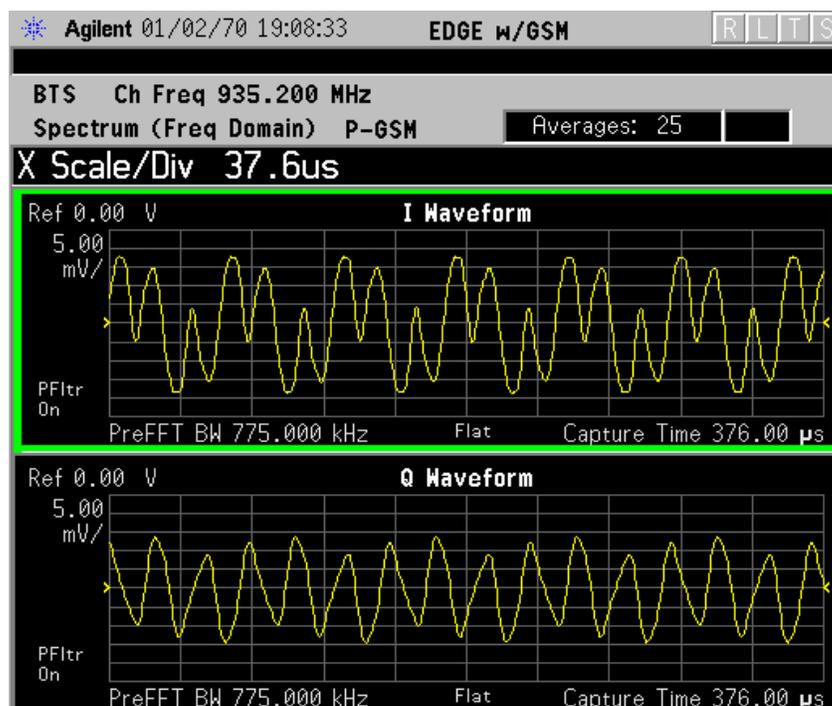 Agilent 01/02/70 19:08:33 EDGE w/GSM R L T S
BTS Ch Freq 935.200 MHz
Spectrum (Freq Domain) P-GSM Averages: 25
X Scale/Div 37.6us
Ref 0.00 V I Waveform
5.00
mV/
PFltr
On
PreFFT BW 775.000 kHz Flat Capture Time 376.00 µs
Ref 0.00 V Q Waveform
5.00
mV/
PFltr
On
PreFFT BW 775.000 kHz Flat Capture Time 376.00 µs